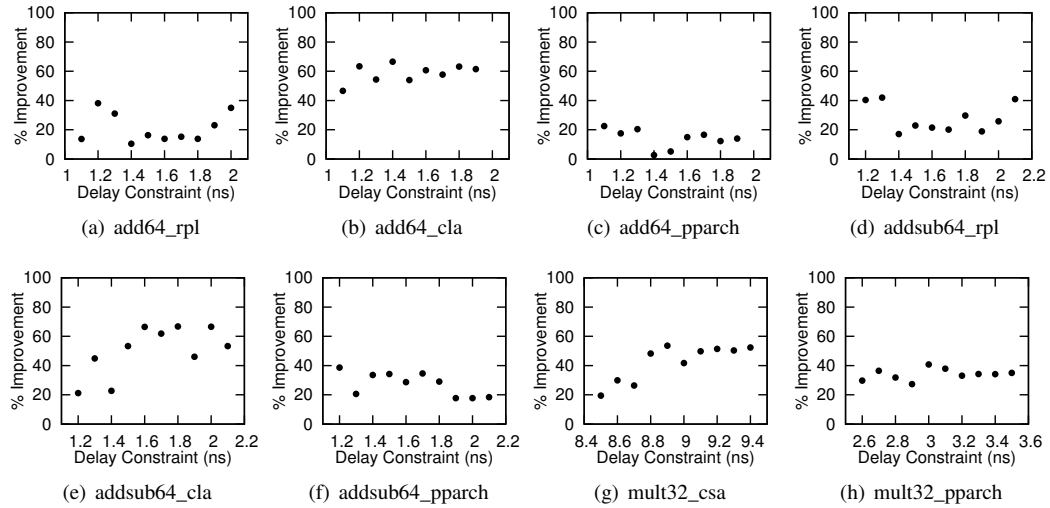 100
80
60
40
20
0
% Improvement
1 1.2 1.4 1.6 1.8 2
Delay Constraint (ns)
(a) add64_rpl
100
80
60
40
20
0
% Improvement
1 1.2 1.4 1.6 1.8 2
Delay Constraint (ns)
(b) add64_cla
100
80
60
40
20
0
% Improvement
1 1.2 1.4 1.6 1.8 2
Delay Constraint (ns)
(c) add64_pparch
100
80
60
40
20
0
% Improvement
1.2 1.4 1.6 1.8 2 2.2
Delay Constraint (ns)
(d) addsub64_rpl
100
80
60
40
20
0
% Improvement
1.2 1.4 1.6 1.8 2 2.2
Delay Constraint (ns)
(e) addsub64_cla
100
80
60
40
20
0
% Improvement
1.2 1.4 1.6 1.8 2 2.2
Delay Constraint (ns)
(f) addsub64_pparch
100
80
60
40
20
0
% Improvement
8.4 8.6 8.8 9 9.2 9.4
Delay Constraint (ns)
(g) mult32_csa
100
80
60
40
20
0
% Improvement
2.6 2.8 3 3.2 3.4 3.6
Delay Constraint (ns)
(h) mult32_pparch